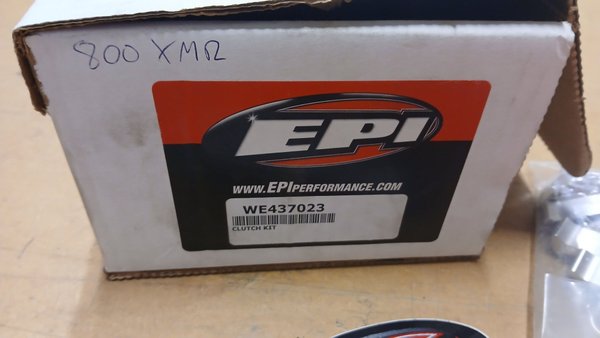 800 XMR
EPI
WWW.EPIPERFORMANCE.COM
WE437023
CLUTCH KIT